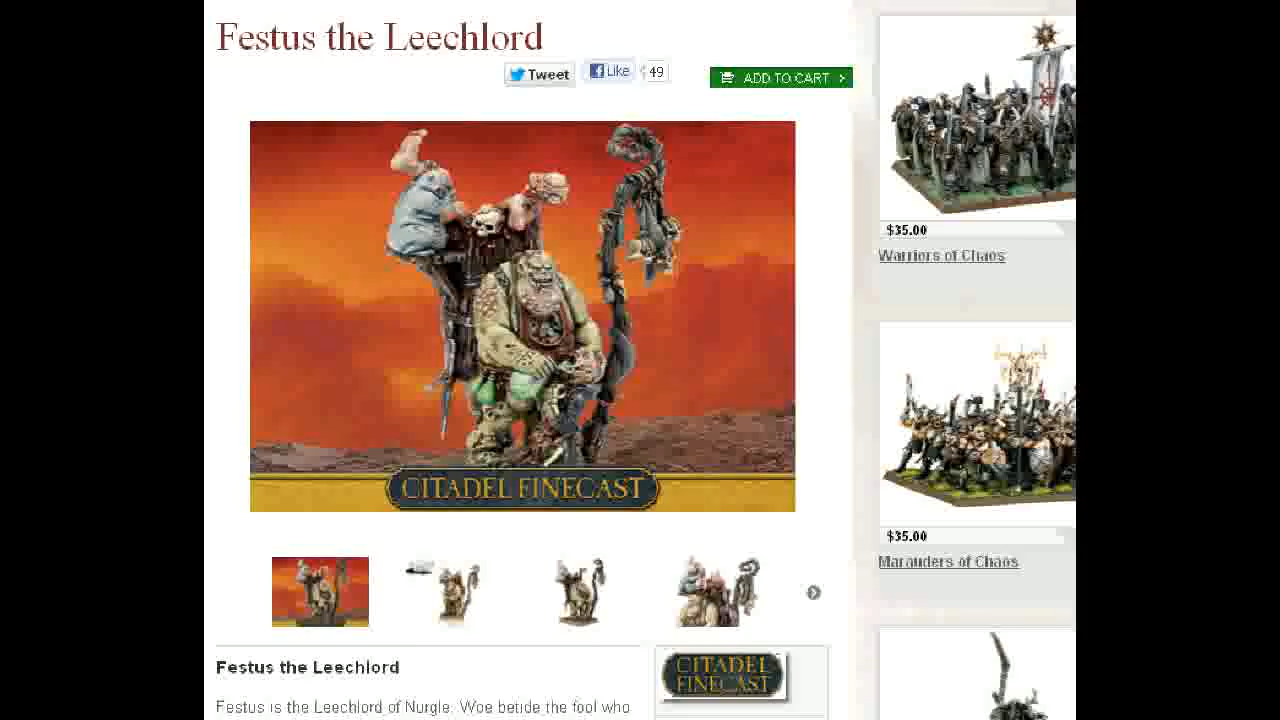 Festus the Leechlord
Tweet
Like
49
ADD TO CART
CITADEL FINECAST
Festus the Leechlord
Festus is the Leechlord of Nurgle. Woe betide the fool who
CITADEL
FINECAST
$35.00
Warriors of Chaos
$35.00
Marauders of Chaos